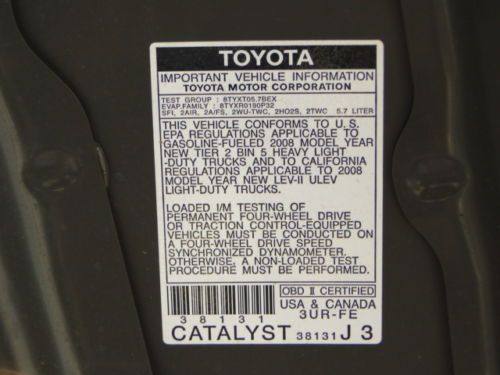 TOYOTA
IMPORTANT VEHICLE INFORMATION
TOYOTA MOTOR CORPORATION
TEST GROUP : 8TYXT05.7BEX
EVAP.FAMILY : 8TYXR0190P32
SFI, 2AIR, 2A/FS, 2WU-TWC, 2HO2S, 2TWC 5.7 LITER
THIS VEHICLE CONFORMS TO U.S.
EPA REGULATIONS APPLICABLE TO
GASOLINE-FUELED 2008 MODEL YEAR
NEW TIER 2 BIN 5 HEAVY LIGHT-
DUTY TRUCKS AND TO CALIFORNIA
REGULATIONS APPLICABLE TO 2008
MODEL YEAR NEW LEV-II ULEV
LIGHT-DUTY TRUCKS.
LOADED I/M TESTING OF
PERMANENT FOUR-WHEEL DRIVE
OR TRACTION CONTROL-EQUIPPED
VEHICLES MUST BE CONDUCTED ON
A FOUR-WHEEL DRIVE SPEED
SYNCHRONIZED DYNAMOMETER.
OTHERWISE, A NON-LOADED TEST
PROCEDURE MUST BE PERFORMED.
OBD II CERTIFIED
USA & CANADA
38131 3UR-FE
CATALYST 38131 J 3